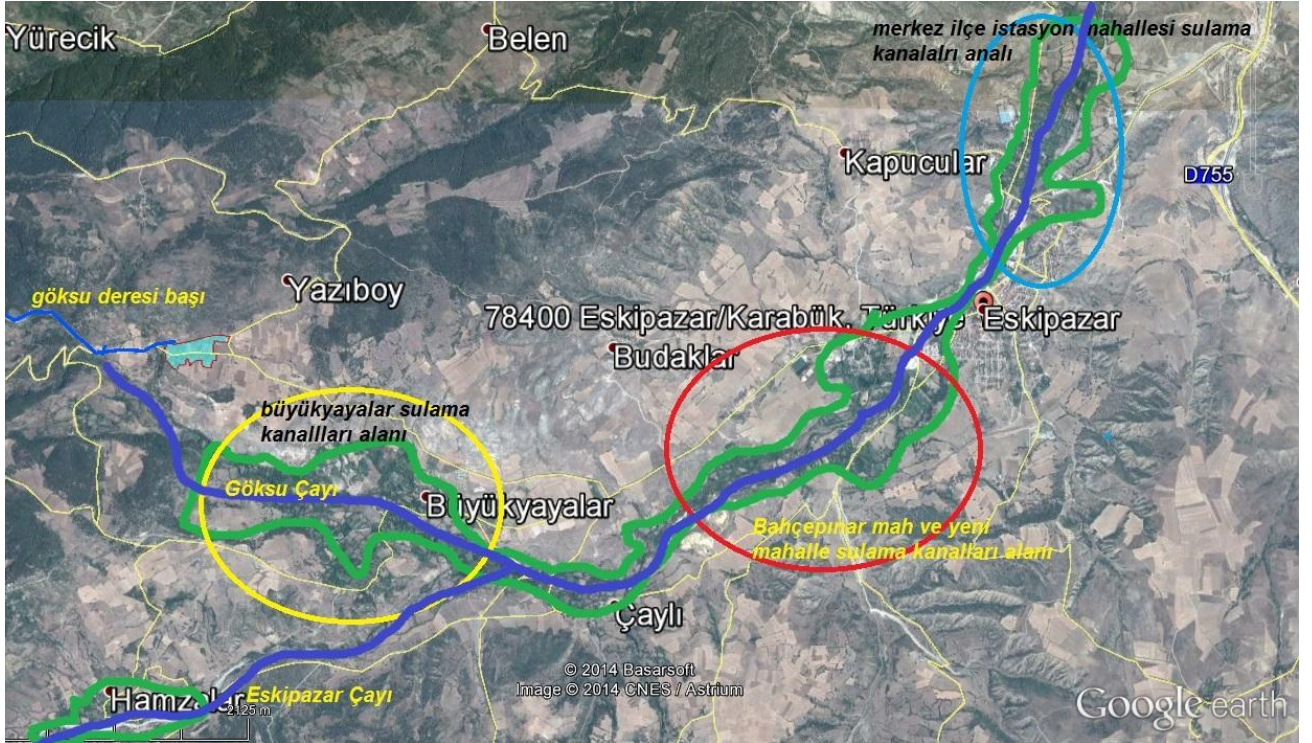 Yürecik
Belen
merkez ilçe istasyon mahallesi sulama
kanalalrı analı
Kapucular
D755
göksu deresi başı
Yazıboy
78400 Eskipazar/Karabük, Türkiye
Eskipazar
Budaklar
büyükyayalar sulama
kanallları alanı
Göksu Çayı
Büyükyayalar
Bahçepınar mah ve yeni
mahalle sulama kanalları alanı
Çaylı
© 2014 Basarsoft
Image © 2014 CNES / Astrium
Hamzalar
Eskipazar Çayı
2125 m
Google earth